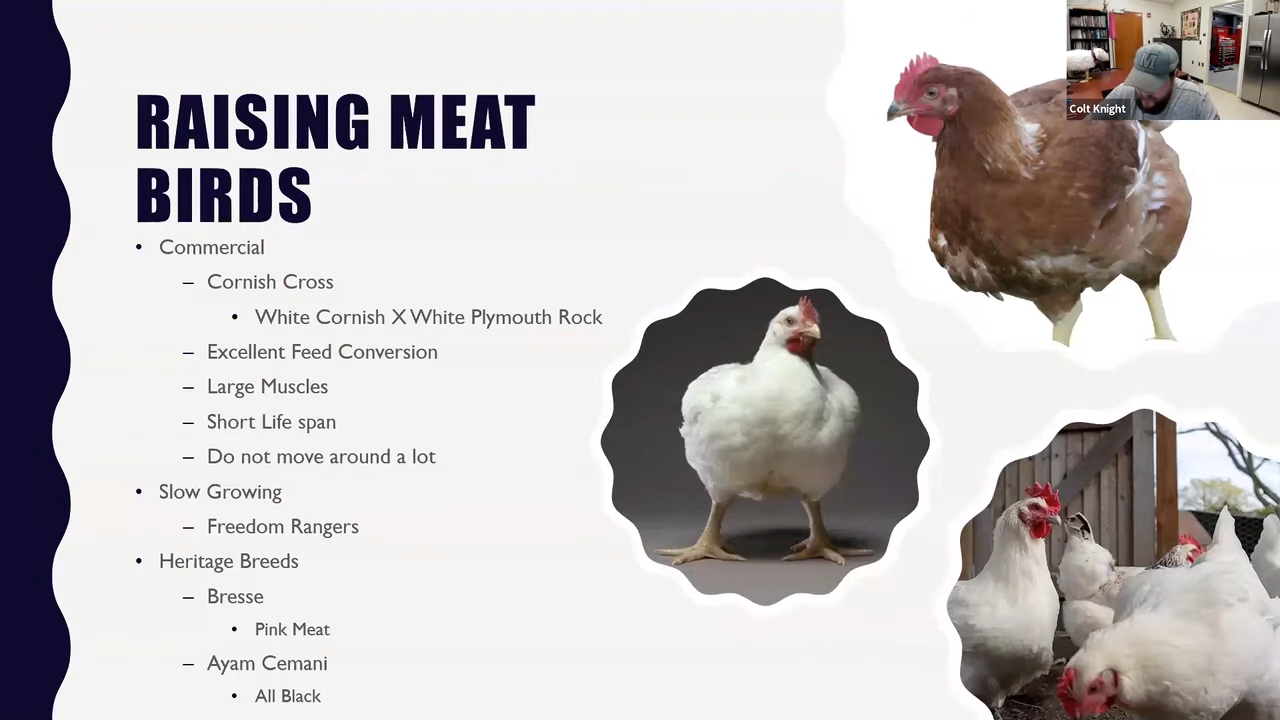 RAISING MEAT
BIRDS
• Commercial
– Cornish Cross
• White Cornish X White Plymouth Rock
– Excellent Feed Conversion
– Large Muscles
– Short Life span
– Do not move around a lot
• Slow Growing
– Freedom Rangers
• Heritage Breeds
– Bresse
• Pink Meat
– Ayam Cemani
• All Black
Colt Knight
M